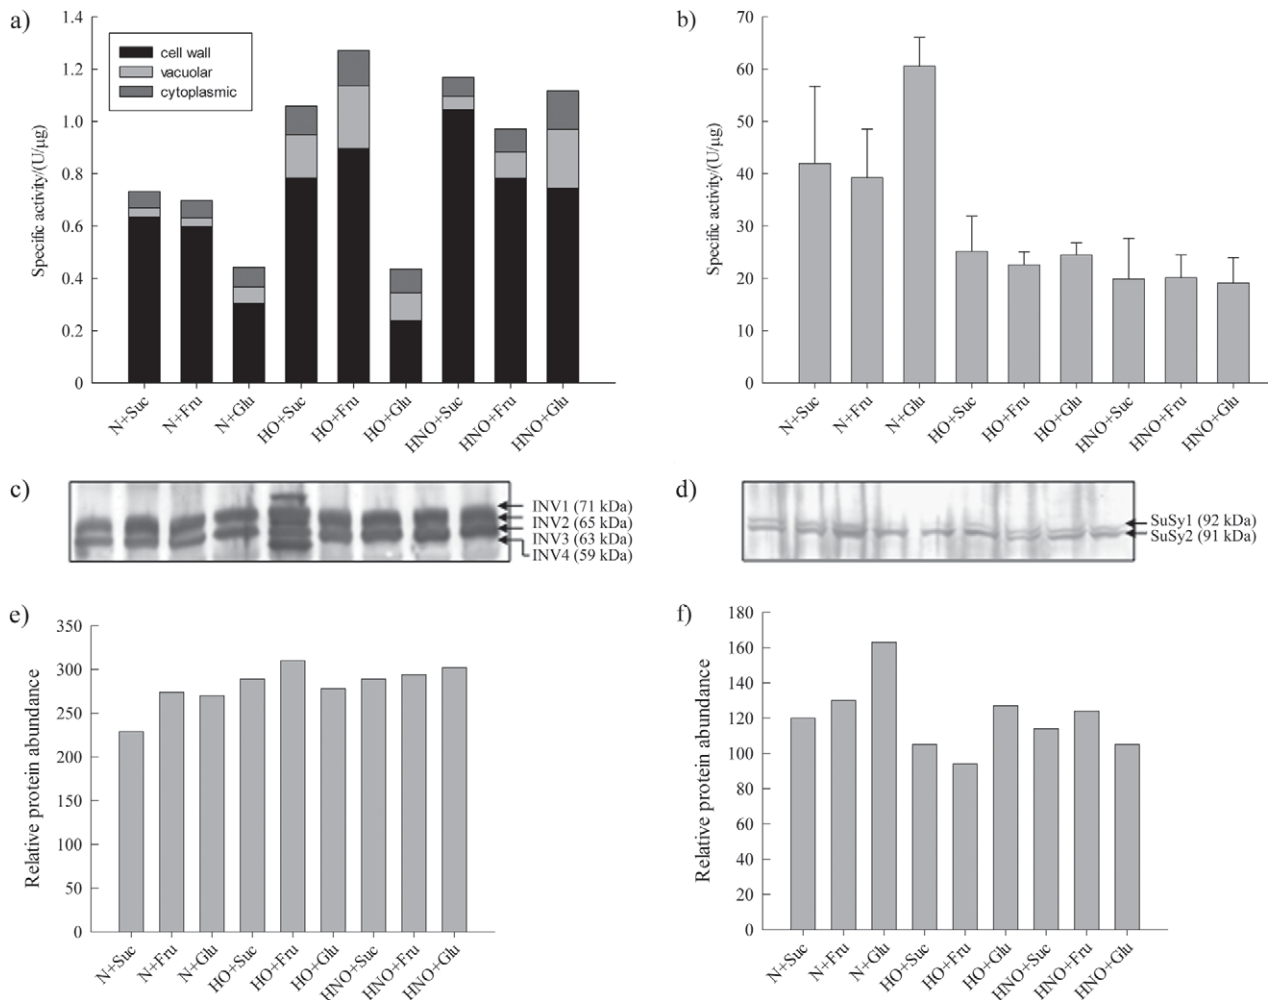 a)
1.4
1.2
1.0
0.8
0.6
0.4
0.2
0
Specific activity/(U/µg)
cell wall
vacuolar
cytoplasmic
N+Suc
N+Fru
N+Glu
HO+Suc
HO+Fru
HO+Glu
HNO+Suc
HNO+Fru
HNO+Glu
b)
70
60
50
40
30
20
10
0
Specific activity/(U/µg)
N+Suc
N+Fru
N+Glu
HO+Suc
HO+Fru
HO+Glu
HNO+Suc
HNO+Fru
HNO+Glu
c)
INV1 (71 kDa)
INV2 (65 kDa)
INV3 (63 kDa)
INV4 (59 kDa)
d)
SuSy1 (92 kDa)
SuSy2 (91 kDa)
e)
350
300
250
200
150
100
50
0
Relative protein abundance
N+Suc
N+Fru
N+Glu
HO+Suc
HO+Fru
HO+Glu
HNO+Suc
HNO+Fru
HNO+Glu
f)
180
160
140
120
100
80
60
40
20
0
Relative protein abundance
N+Suc
N+Fru
N+Glu
HO+Suc
HO+Fru
HO+Glu
HNO+Suc
HNO+Fru
HNO+Glu